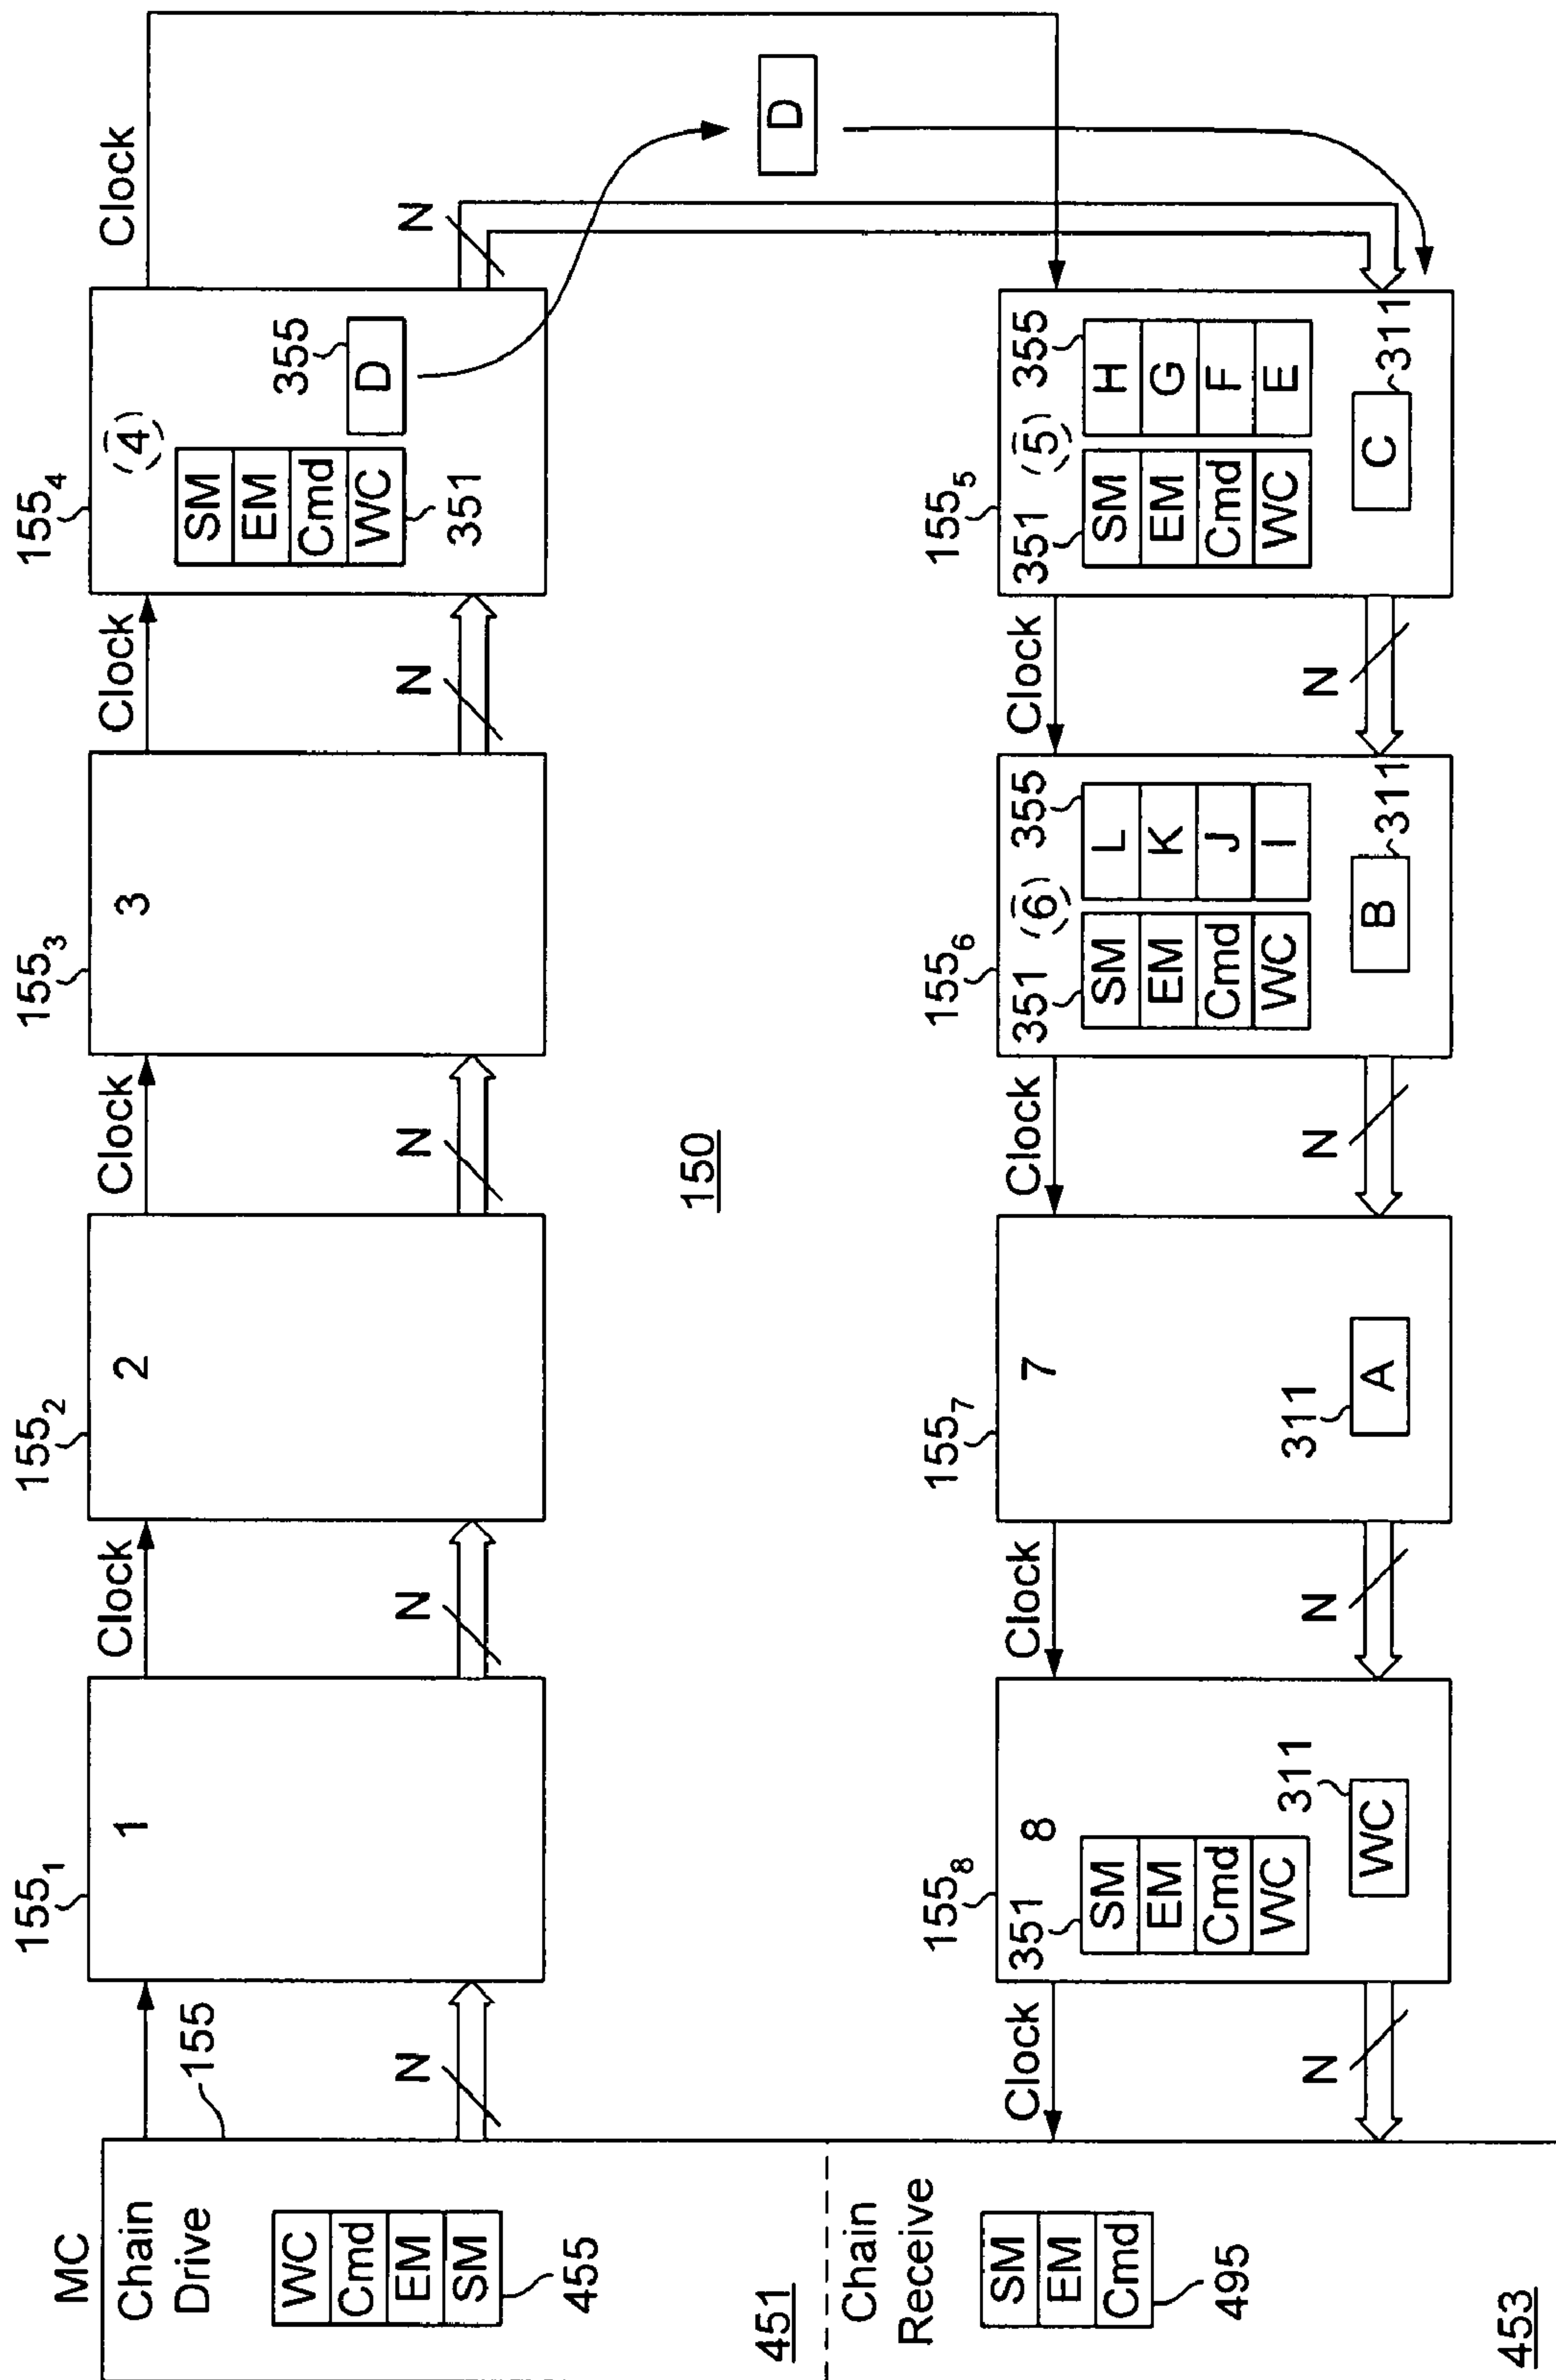 MC
Chain
Drive
WC
Cmd
EM
SM
455
451
155
N
155₁
1
Clock
N
155₂
2
Clock
N
155₃
3
Clock
N
155₄
(4)
SM
EM
Cmd
WC
351
355
D
Clock
N
D
150
Chain
Receive
SM
EM
Cmd
495
453
Clock
N
155₈
8
351
SM
EM
Cmd
WC
311
WC
Clock
N
155₇
7
311
A
Clock
N
155₆
351
(6)
355
SM
EM
Cmd
WC
L
K
J
I
B
311
Clock
N
155₅
351
(5)
355
SM
EM
Cmd
WC
H
G
F
E
C
311